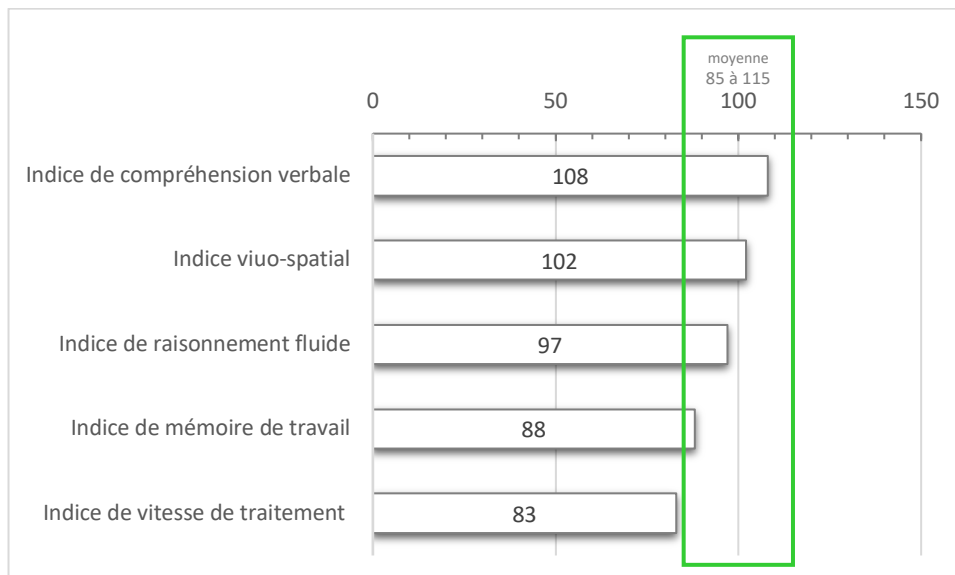 moyenne
85 à 115
0 50 100 150
Indice de compréhension verbale 108
Indice viuo-spatial 102
Indice de raisonnement fluide 97
Indice de mémoire de travail 88
Indice de vitesse de traitement 83